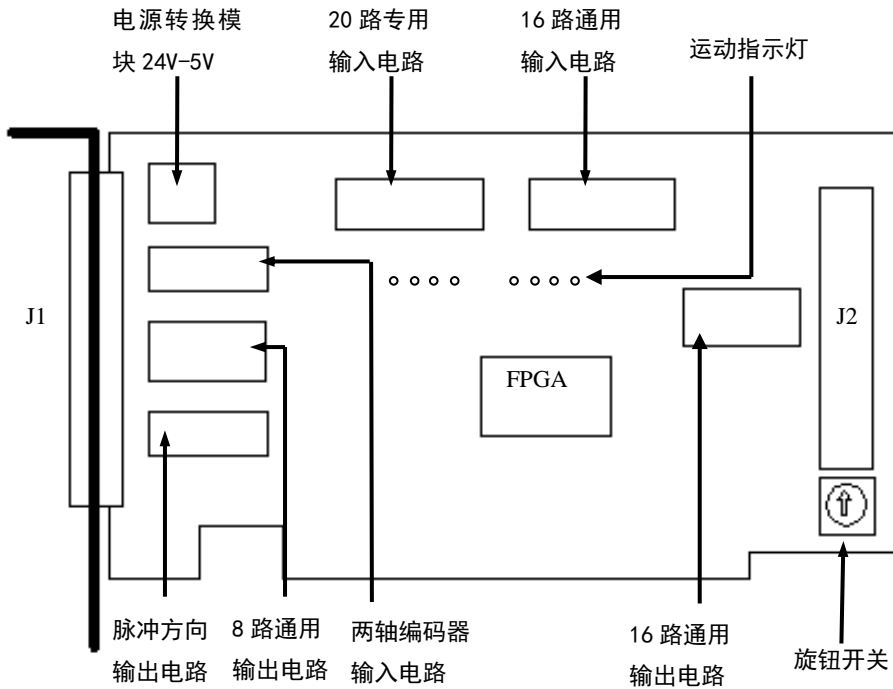 电源转换模
块 24V-5V
20 路专用
输入电路
16 路通用
输入电路
运动指示灯
J1
J2
FPGA
脉冲方向
输出电路
8 路通用
输出电路
两轴编码器
输入电路
16 路通用
输出电路
旋钮开关